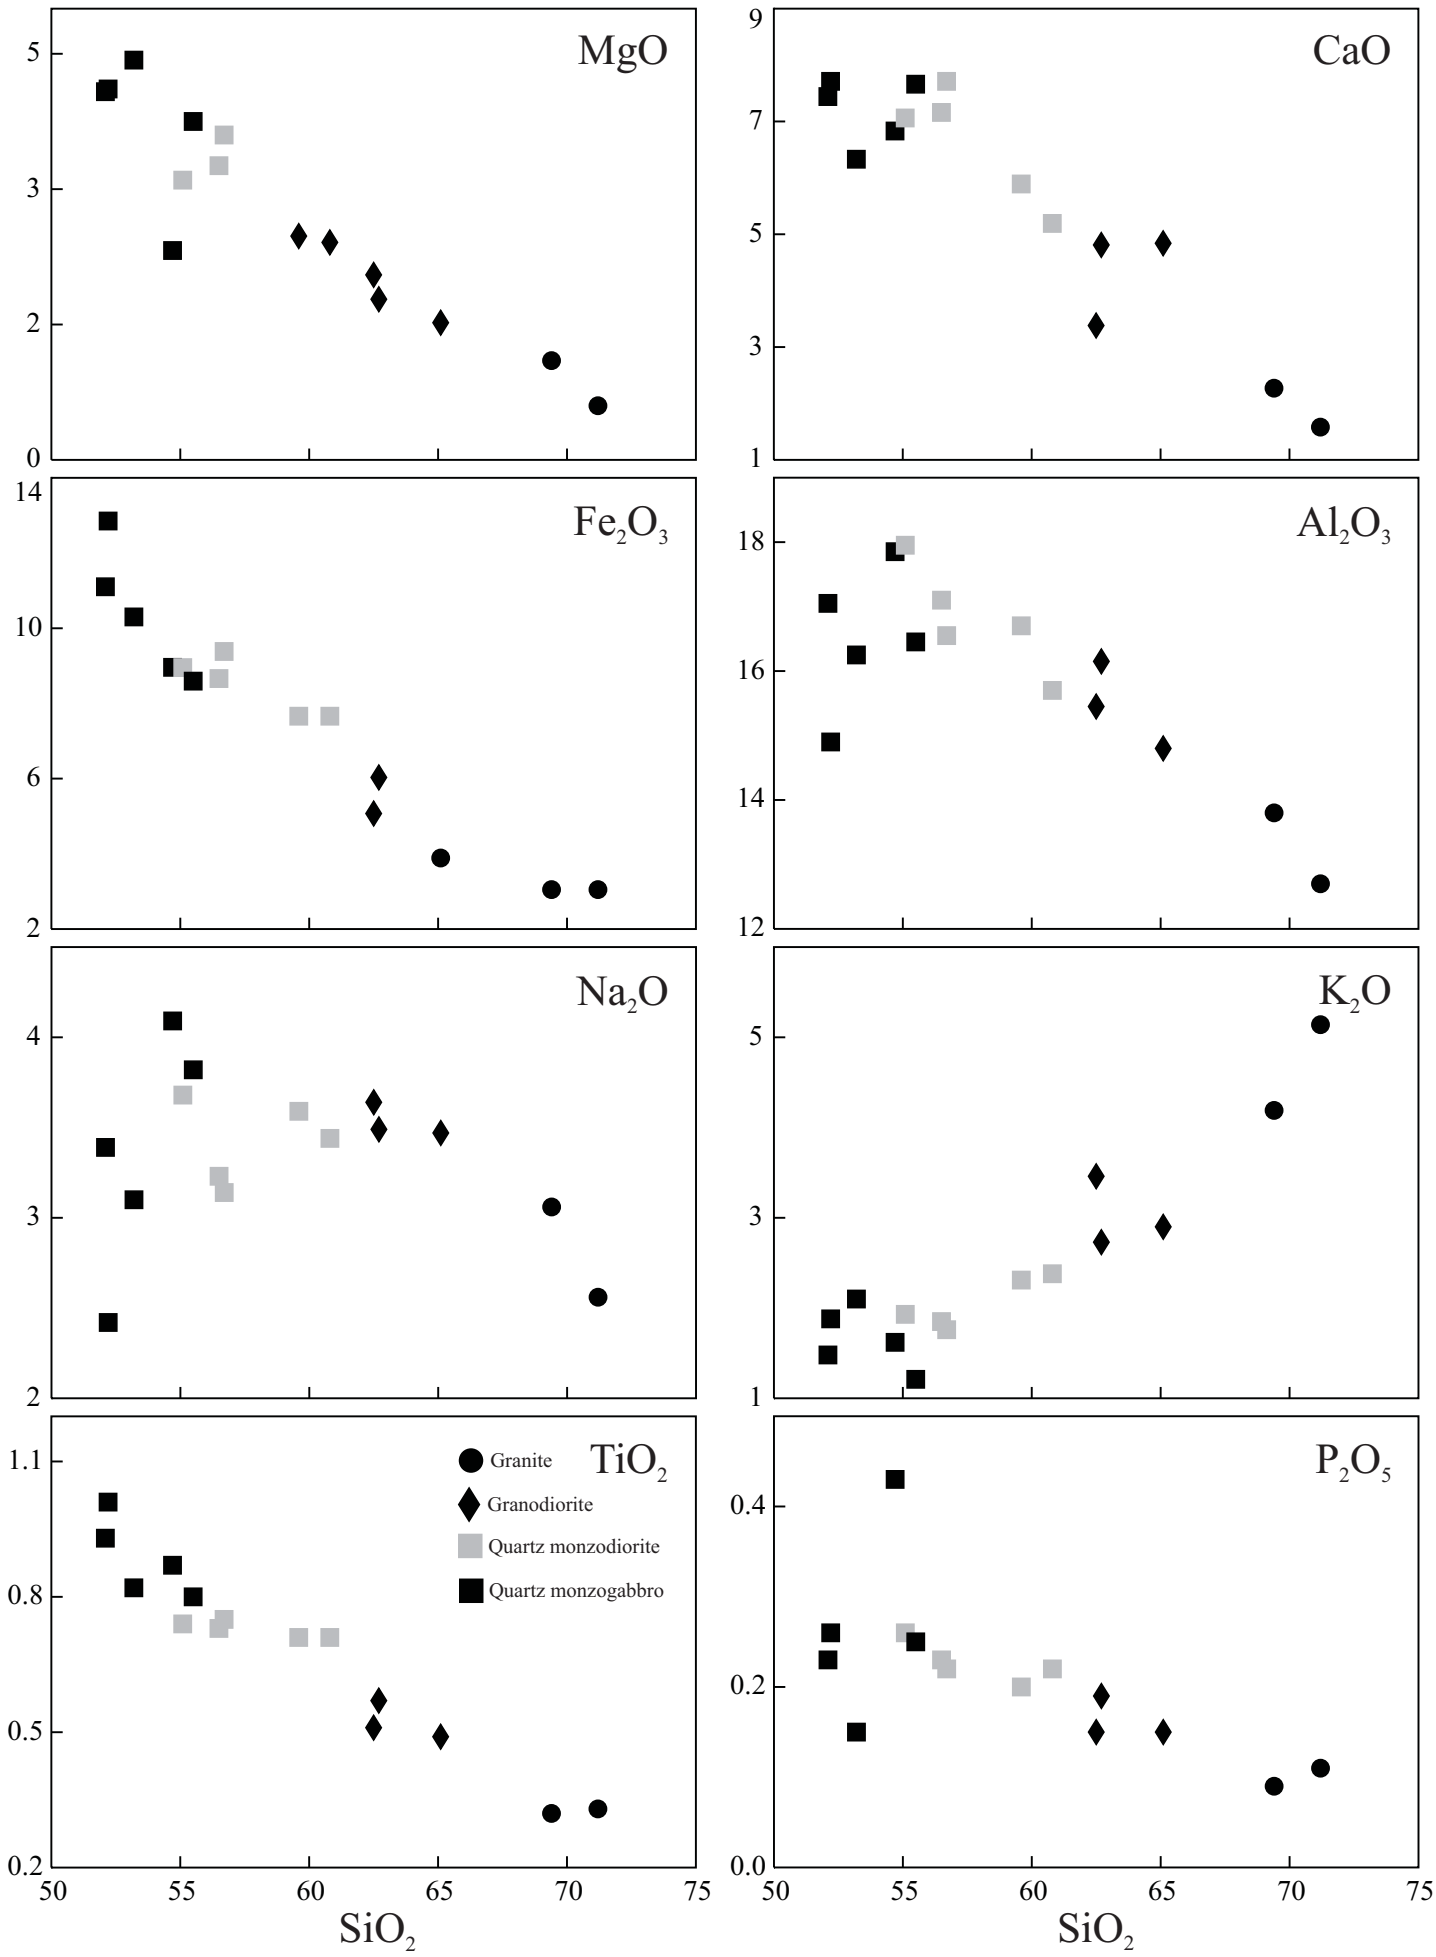 MgO
5
3
2
0
CaO
9
7
5
3
1
Fe₂O₃
14
10
6
2
Al₂O₃
18
16
14
12
Na₂O
4
3
2
K₂O
5
3
1
TiO₂
1.1
0.8
0.5
0.2
Granite
Granodiorite
Quartz monzodiorite
Quartz monzogabbro
50 55 60 65 70 75
SiO₂
P₂O₅
0.4
0.2
0.0
50 55 60 65 70 75
SiO₂